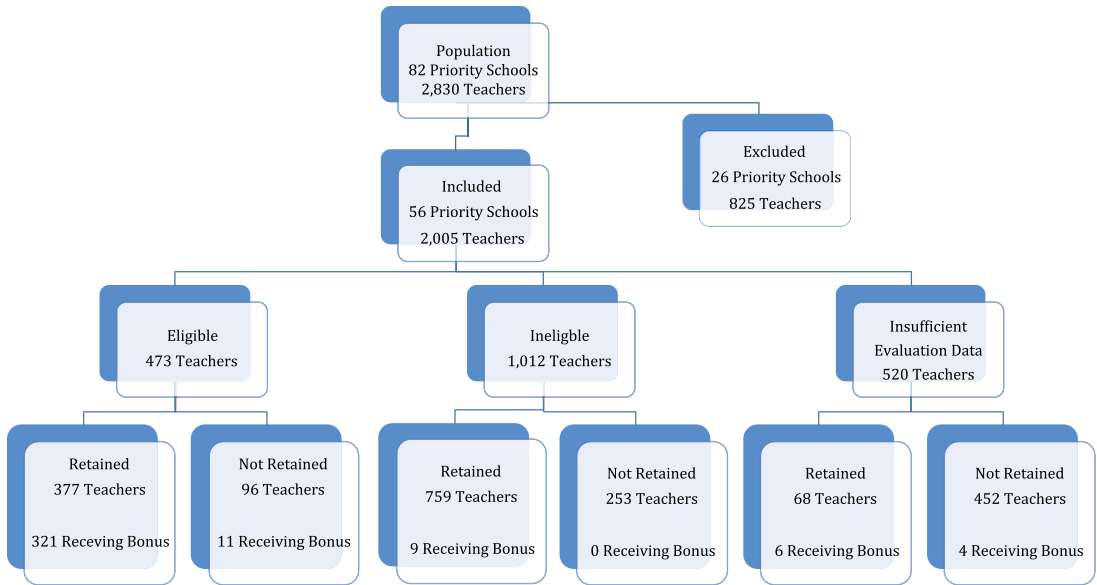 Population
82 Priority Schools
2,830 Teachers
Excluded
26 Priority Schools
825 Teachers
Included
56 Priority Schools
2,005 Teachers
Eligible
473 Teachers
Ineligble
1,012 Teachers
Insufficient
Evaluation Data
520 Teachers
Retained
377 Teachers
321 Receiving Bonus
Not Retained
96 Teachers
11 Receiving Bonus
Retained
759 Teachers
9 Receiving Bonus
Not Retained
253 Teachers
0 Receiving Bonus
Retained
68 Teachers
6 Receiving Bonus
Not Retained
452 Teachers
4 Receiving Bonus